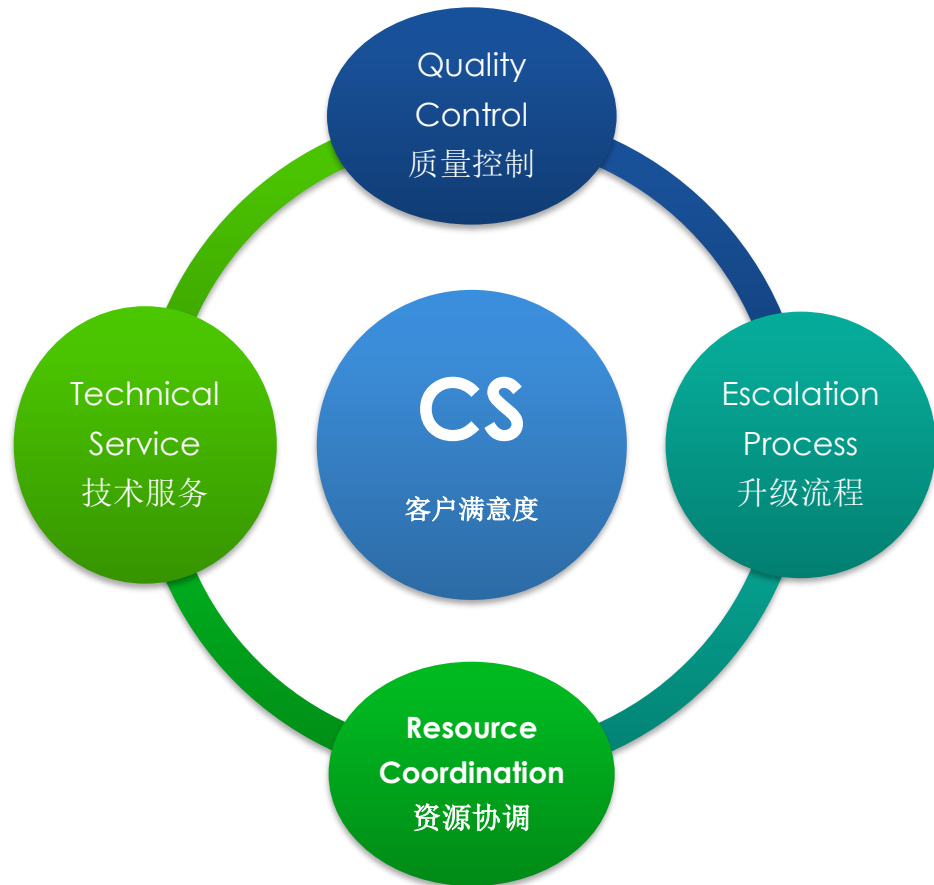 Quality
Control
质量控制
Technical
Service
技术服务
CS
客户满意度
Escalation
Process
升级流程
Resource
Coordination
资源协调